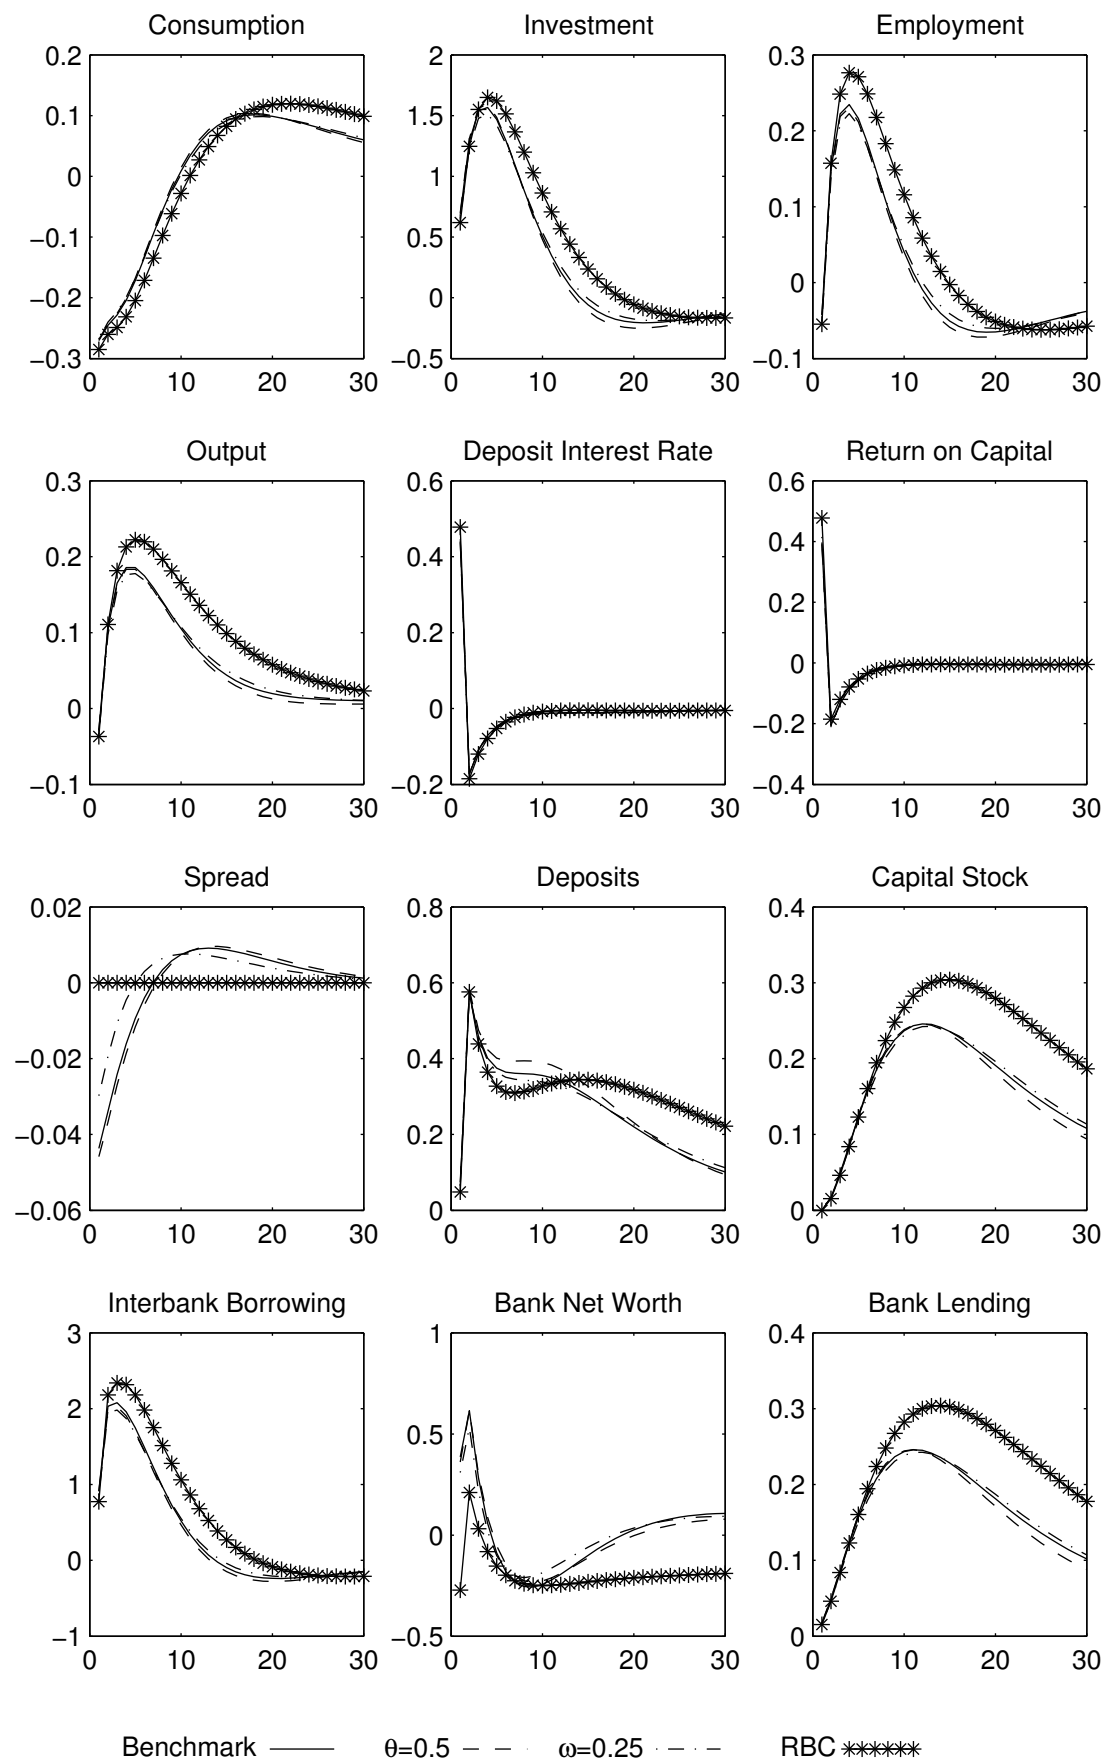 Consumption
Investment
Employment
0.2
0.1
0
−0.1
−0.2
−0.3
0 10 20 30
2
1.5
1
0.5
0
−0.5
0 10 20 30
0.3
0.2
0.1
0
−0.1
0 10 20 30
Output
Deposit Interest Rate
Return on Capital
0.3
0.2
0.1
0
−0.1
0 10 20 30
0.6
0.4
0.2
0
−0.2
0 10 20 30
0.6
0.4
0.2
0
−0.2
−0.4
0 10 20 30
Spread
Deposits
Capital Stock
0.02
0
−0.02
−0.04
−0.06
0 10 20 30
0.8
0.6
0.4
0.2
0
0 10 20 30
0.4
0.3
0.2
0.1
0
0 10 20 30
Interbank Borrowing
Bank Net Worth
Bank Lending
3
2
1
0
−1
0 10 20 30
1
0.5
0
−0.5
0 10 20 30
0.4
0.3
0.2
0.1
0
0 10 20 30
Benchmark θ=0.5 ω=0.25 RBC